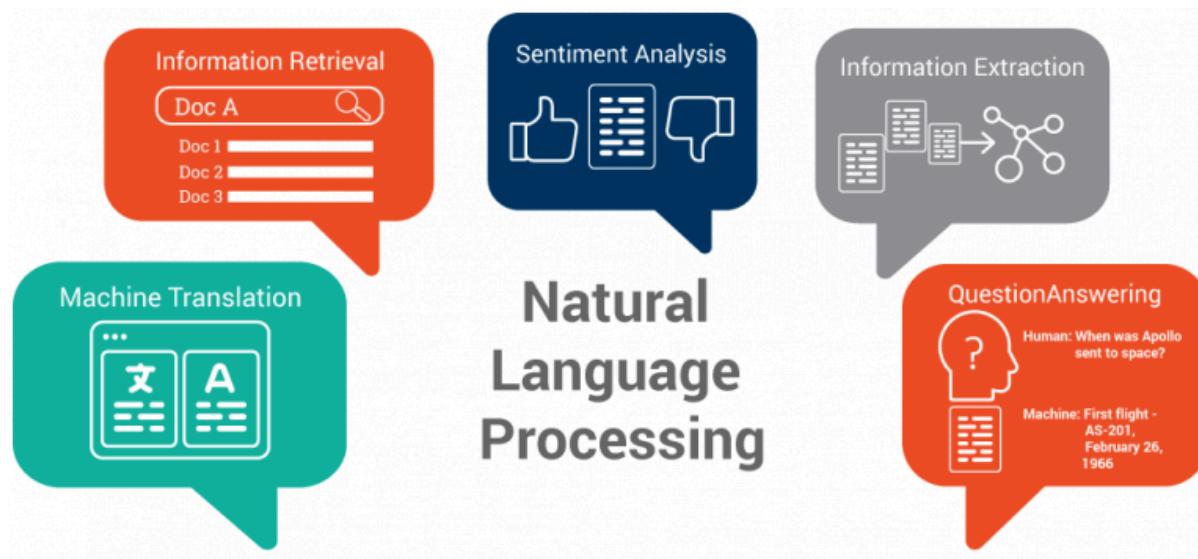 Information Retrieval
Doc A
Doc 1
Doc 2
Doc 3
Sentiment Analysis
Information Extraction
Machine Translation
文 A
Natural
Language
Processing
QuestionAnswering
?
Human: When was Apollo
sent to space?
Machine: First flight -
AS-201,
February 26,
1966